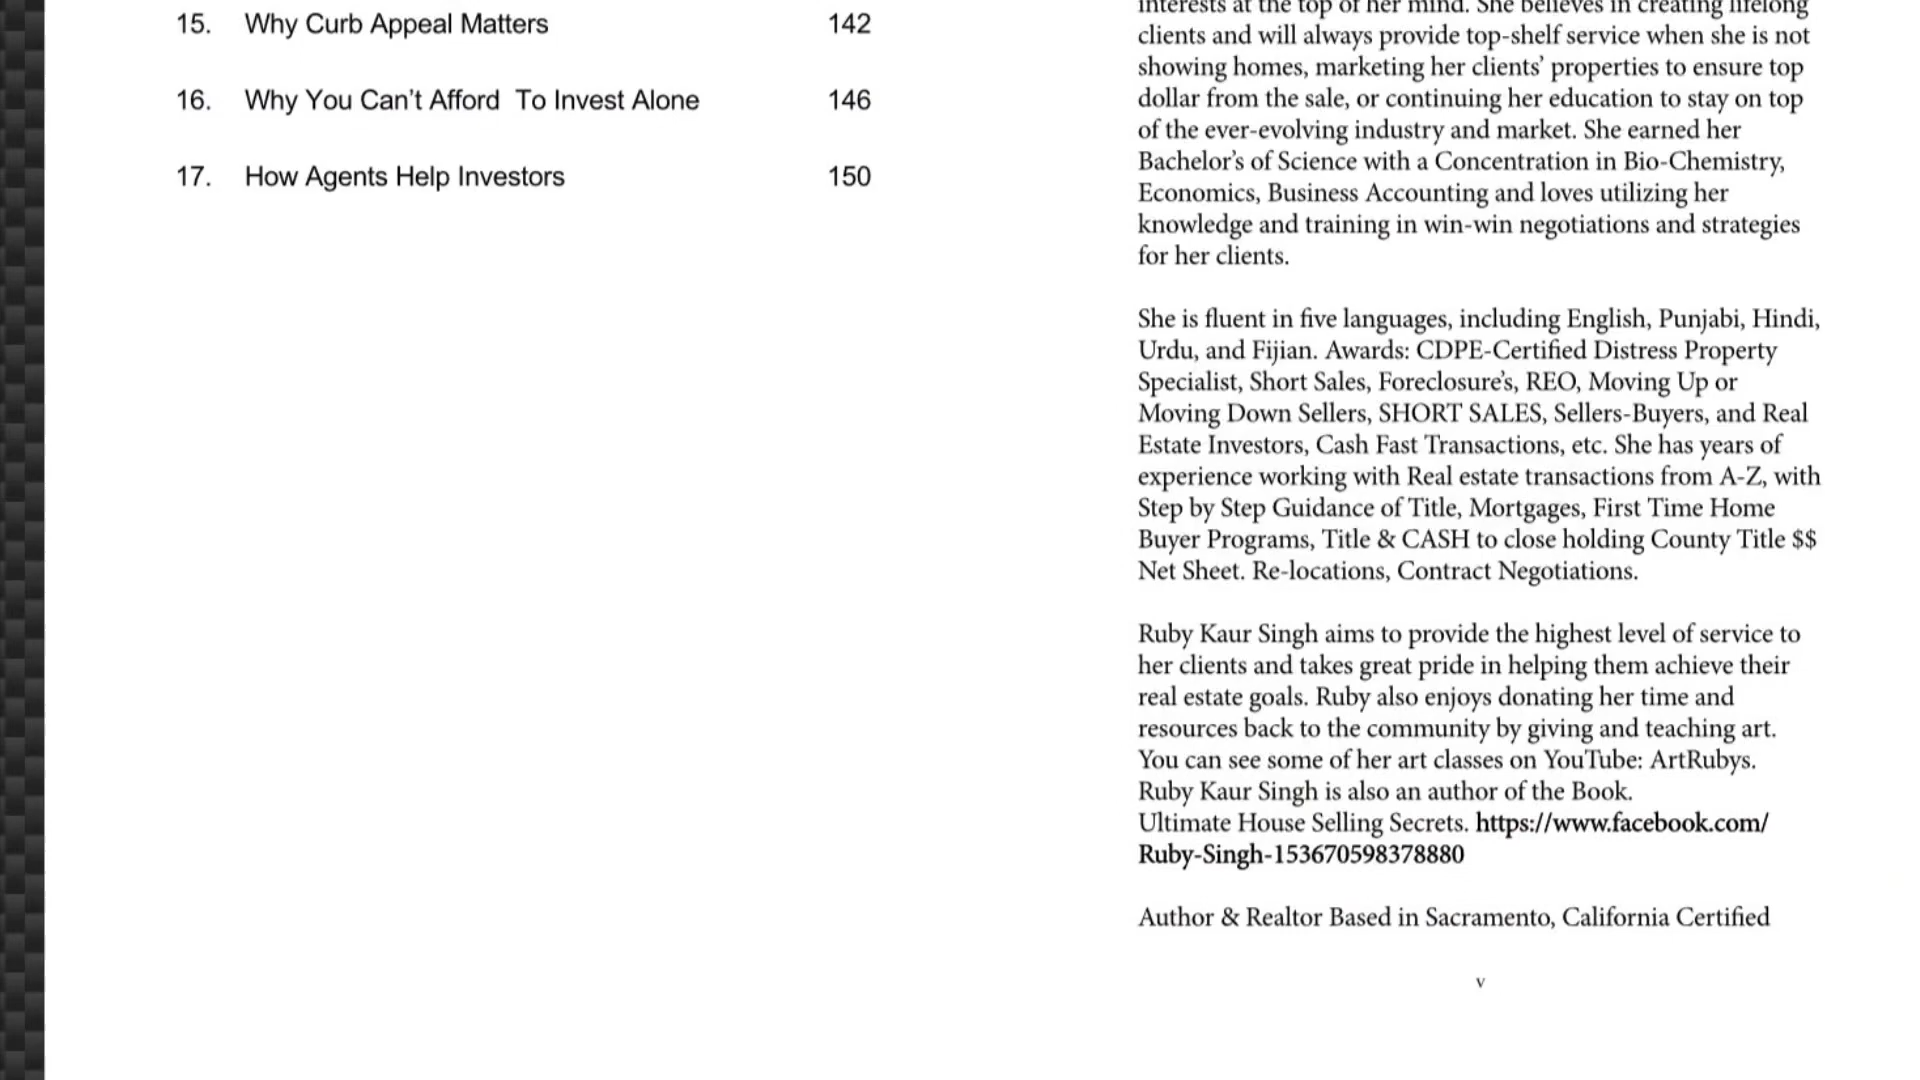 15. Why Curb Appeal Matters 142
16. Why You Can't Afford To Invest Alone 146
17. How Agents Help Investors 150
interests at the top of her mind. She believes in creating lifelong
clients and will always provide top-shelf service when she is not
showing homes, marketing her clients’ properties to ensure top
dollar from the sale, or continuing her education to stay on top
of the ever-evolving industry and market. She earned her
Bachelor’s of Science with a Concentration in Bio-Chemistry,
Economics, Business Accounting and loves utilizing her
knowledge and training in win-win negotiations and strategies
for her clients.
She is fluent in five languages, including English, Punjabi, Hindi,
Urdu, and Fijian. Awards: CDPE-Certified Distress Property
Specialist, Short Sales, Foreclosure’s, REO, Moving Up or
Moving Down Sellers, SHORT SALES, Sellers-Buyers, and Real
Estate Investors, Cash Fast Transactions, etc. She has years of
experience working with Real estate transactions from A-Z, with
Step by Step Guidance of Title, Mortgages, First Time Home
Buyer Programs, Title & CASH to close holding County Title $$
Net Sheet. Re-locations, Contract Negotiations.
Ruby Kaur Singh aims to provide the highest level of service to
her clients and takes great pride in helping them achieve their
real estate goals. Ruby also enjoys donating her time and
resources back to the community by giving and teaching art.
You can see some of her art classes on YouTube: ArtRubys.
Ruby Kaur Singh is also an author of the Book.
Ultimate House Selling Secrets. https://www.facebook.com/
Ruby-Singh-153670598378880
Author & Realtor Based in Sacramento, California Certified
v